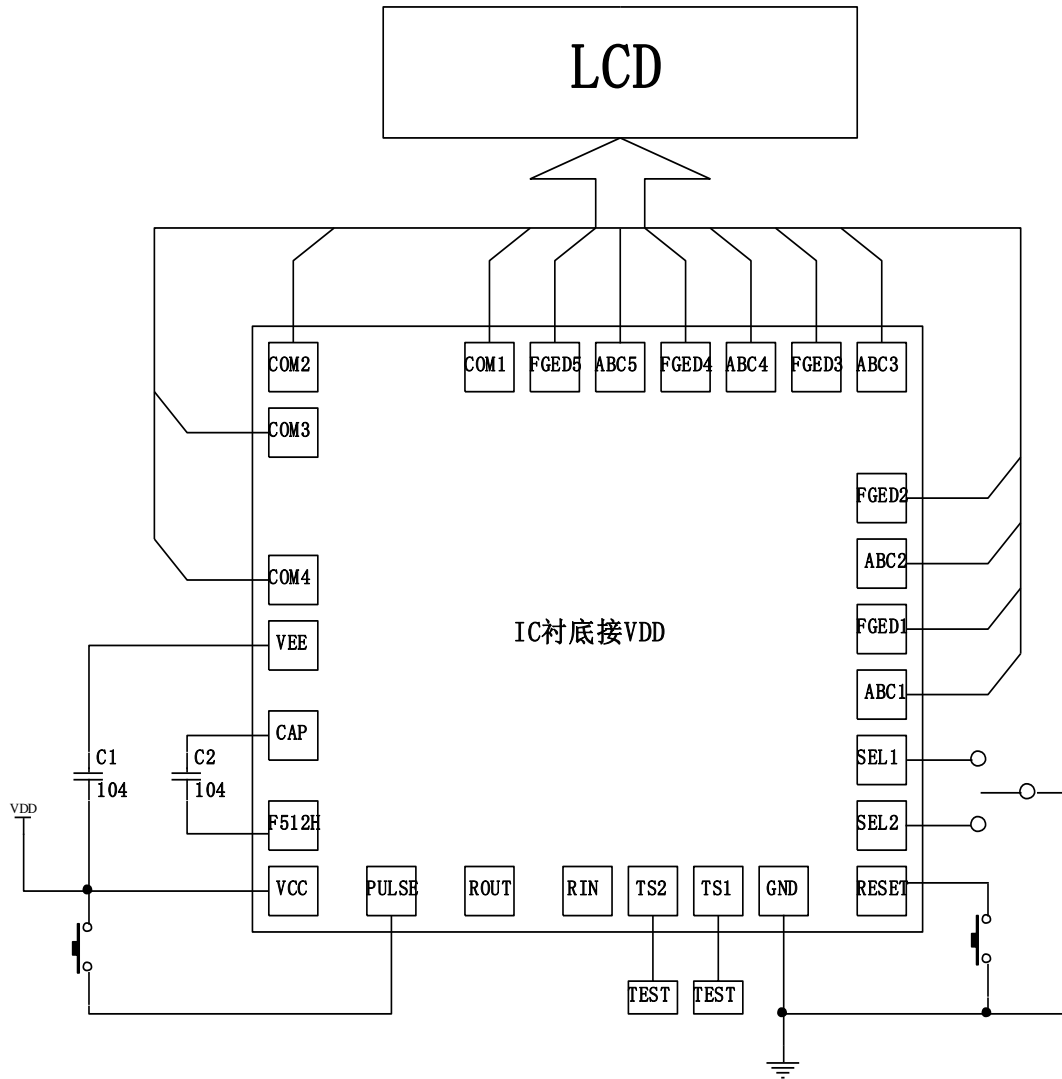 LCD
COM2
COM1
FGED5
ABC5
FGED4
ABC4
FGED3
ABC3
COM3
FGED2
ABC2
COM4
IC衬底接VDD
FGED1
VEE
ABC1
CAP
C1
104
C2
104
SEL1
VDD
F512H
SEL2
VCC
PULSE
ROUT
RIN
TS2
TS1
GND
RESET
TEST
TEST